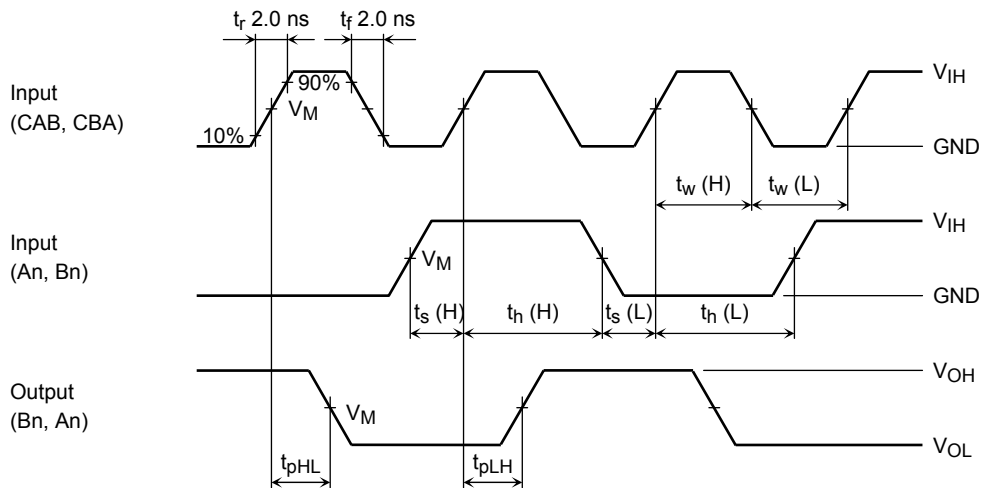 tr 2.0 ns
tf 2.0 ns
Input
(CAB, CBA)
90%
VM
10%
VIH
GND
tw (H)
tw (L)
Input
(An, Bn)
VM
VIH
GND
ts (H)
th (H)
ts (L)
th (L)
Output
(Bn, An)
VM
VOH
VOL
tpHL
tpLH